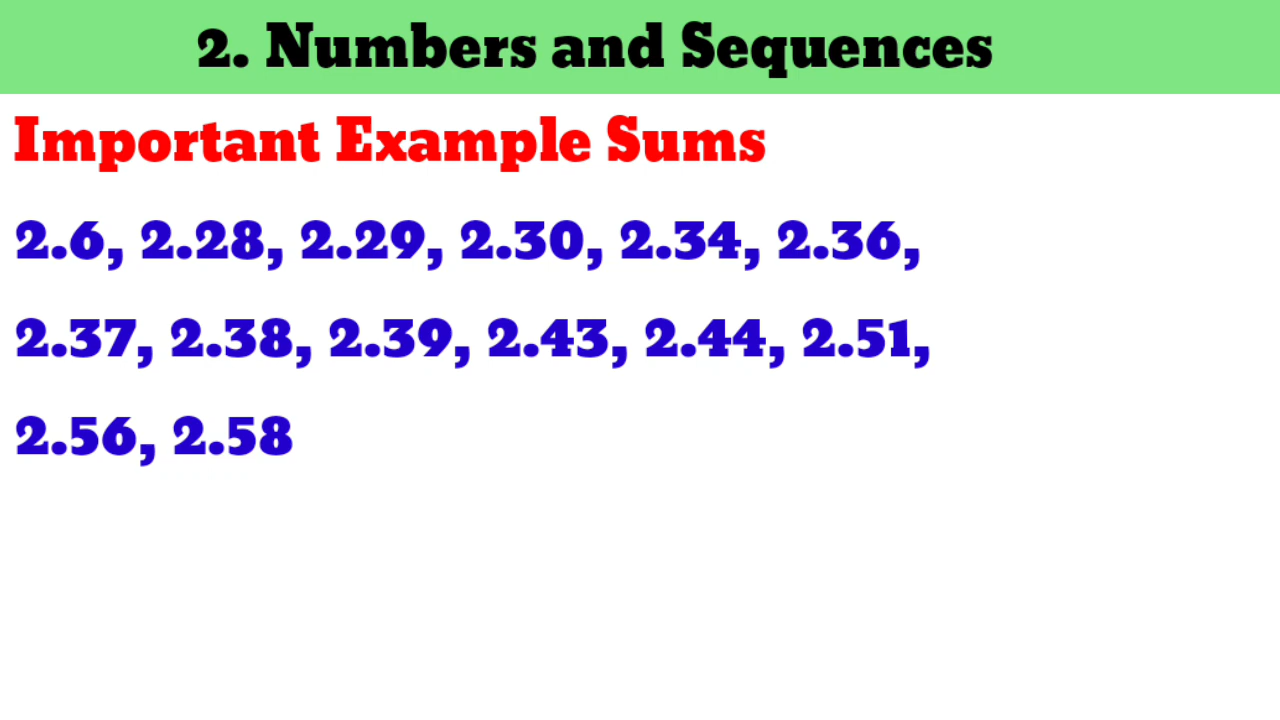 2. Numbers and Sequences
Important Example Sums
2.6, 2.28, 2.29, 2.30, 2.34, 2.36,
2.37, 2.38, 2.39, 2.43, 2.44, 2.51,
2.56, 2.58